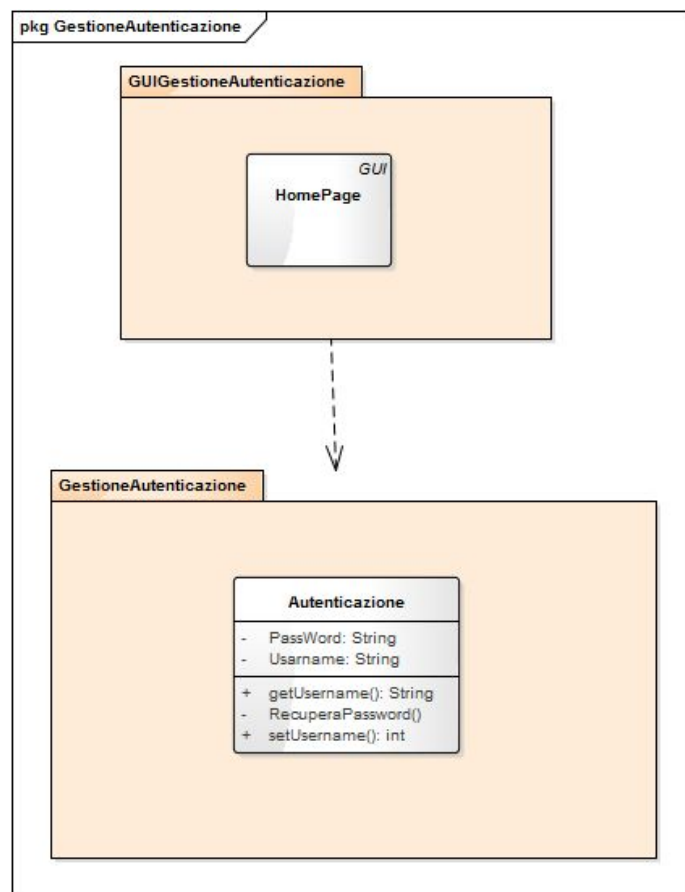 pkg GestioneAutenticazione
GUIGestioneAutenticazione
GUI
HomePage
GestioneAutenticazione
Autenticazione
- PassWord: String
- Usarname: String
+ getUsername(): String
- RecuperaPassword()
+ setUsername(): int